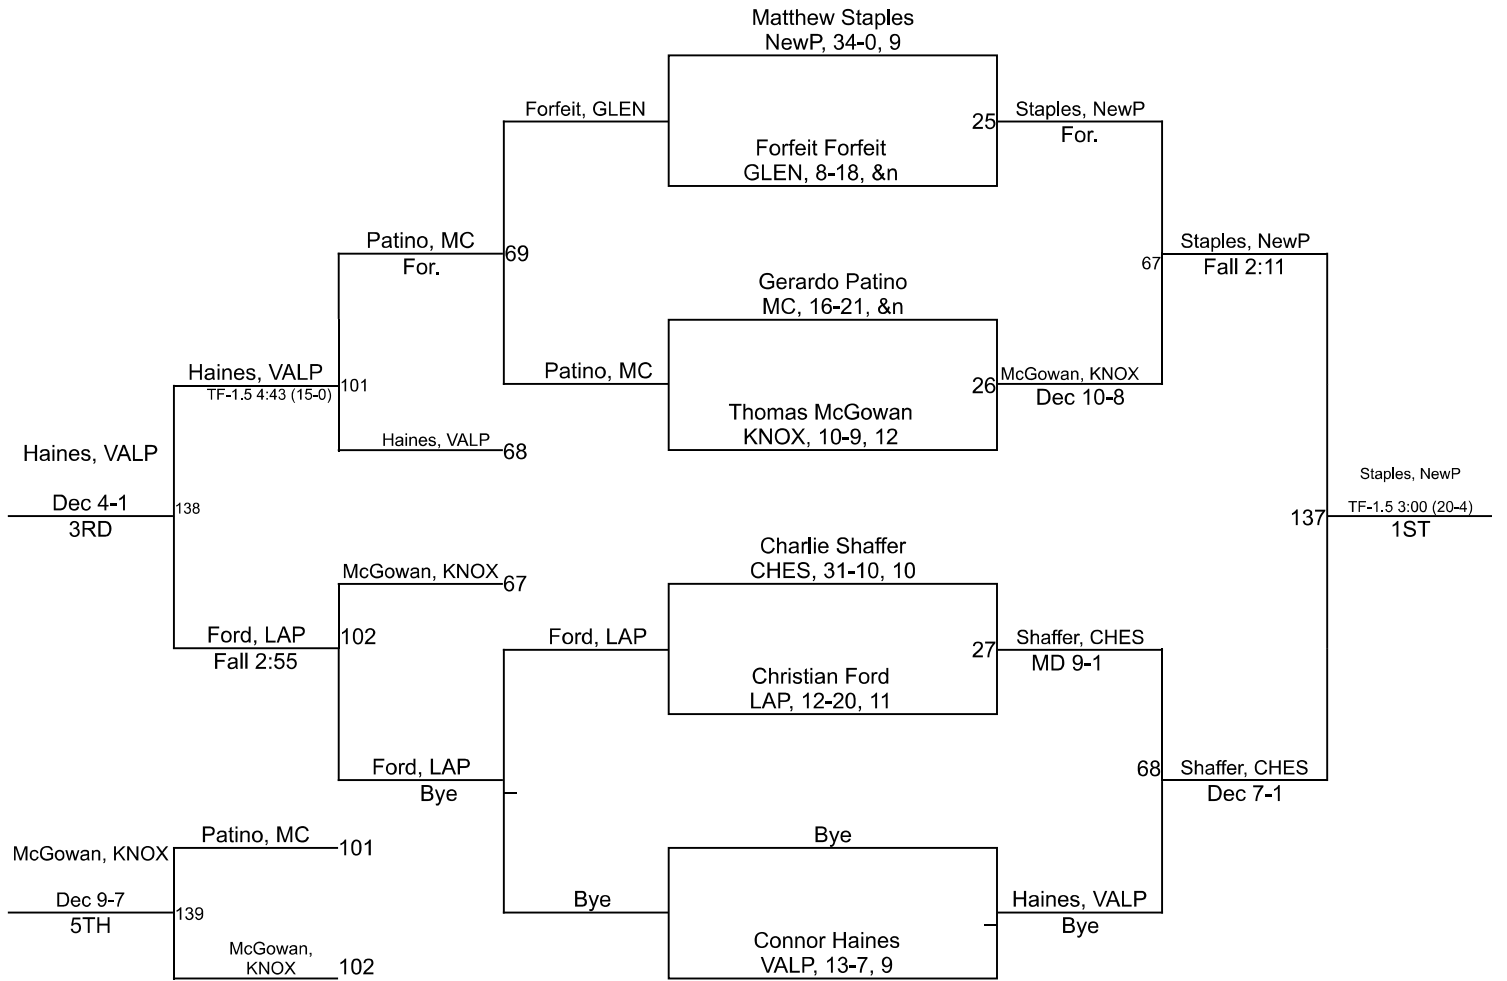 Matthew Staples
NewP, 34-0, 9
Forfeit, GLEN
25
Staples, NewP
For.
Forfeit Forfeit
GLEN, 8-18, &n
Patino, MC
For.
69
Staples, NewP
67
Fall 2:11
Gerardo Patino
MC, 16-21, &n
Haines, VALP
TF-1.5 4:43 (15-0)
101
Patino, MC
26
McGowan, KNOX
Dec 10-8
Thomas McGowan
KNOX, 10-9, 12
Haines, VALP
68
Haines, VALP
Dec 4-1
3RD
138
Staples, NewP
137
TF-1.5 3:00 (20-4)
1ST
Charlie Shaffer
CHES, 31-10, 10
McGowan, KNOX
67
Ford, LAP
Fall 2:55
102
Ford, LAP
27
Shaffer, CHES
MD 9-1
Christian Ford
LAP, 12-20, 11
Ford, LAP
Bye
68
Shaffer, CHES
Dec 7-1
Patino, MC
101
Bye
McGowan, KNOX
Dec 9-7
5TH
139
Bye
Haines, VALP
Bye
Connor Haines
VALP, 13-7, 9
McGowan,
KNOX
102